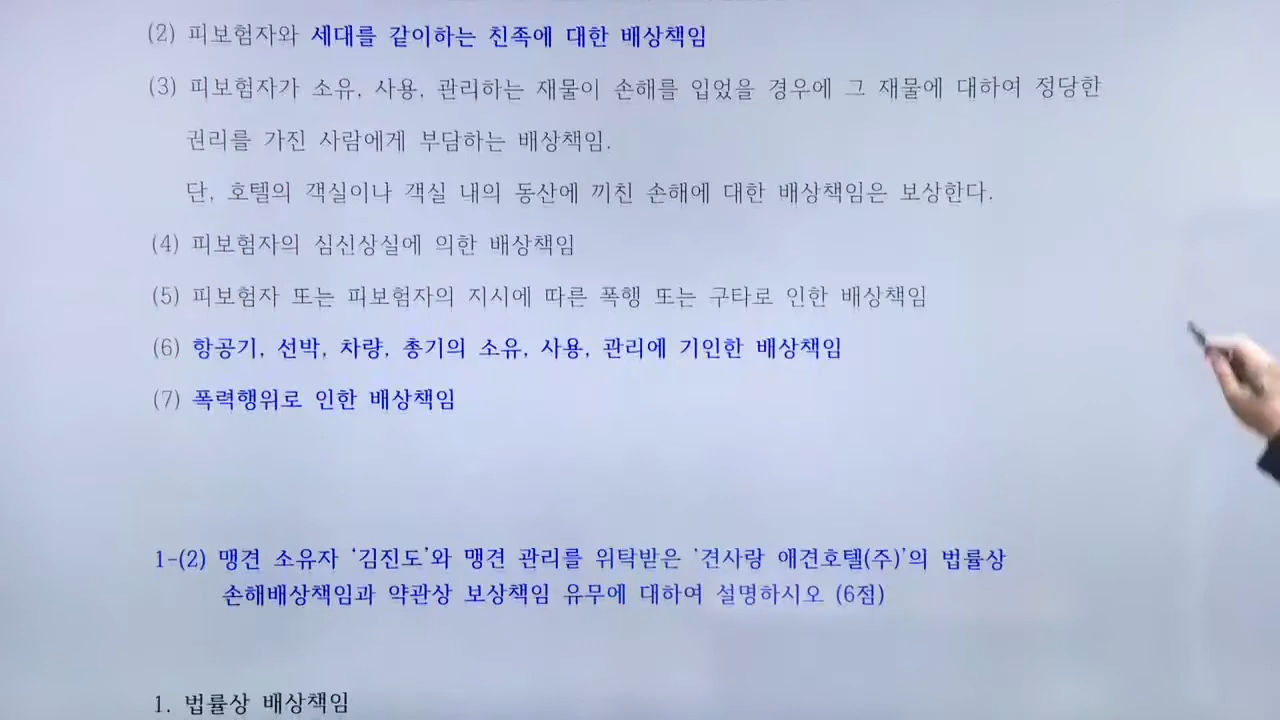 (2) 피보험자와 세대를 같이하는 친족에 대한 배상책임
(3) 피보험자가 소유, 사용, 관리하는 재물이 손해를 입었을 경우에 그 재물에 대하여 정당한
권리를 가진 사람에게 부담하는 배상책임.
단, 호텔의 객실이나 객실 내의 동산에 끼친 손해에 대한 배상책임은 보상한다.
(4) 피보험자의 심신상실에 의한 배상책임
(5) 피보험자 또는 피보험자의 지시에 따른 폭행 또는 구타로 인한 배상책임
(6) 항공기, 선박, 차량, 총기의 소유, 사용, 관리에 기인한 배상책임
(7) 폭력행위로 인한 배상책임
1-(2) 맹견 소유자 ‘김진도’와 맹견 관리를 위탁받은 ‘견사랑 애견호텔(주)’의 법률상
손해배상책임과 약관상 보상책임 유무에 대하여 설명하시오 (6점)
1. 법률상 배상책임